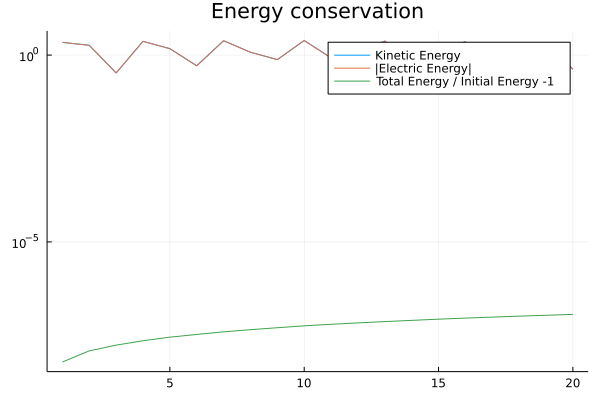 Energy conservation
10^0
Kinetic Energy
|Electric Energy|
Total Energy / Initial Energy -1
10^−5
5
10
15
20